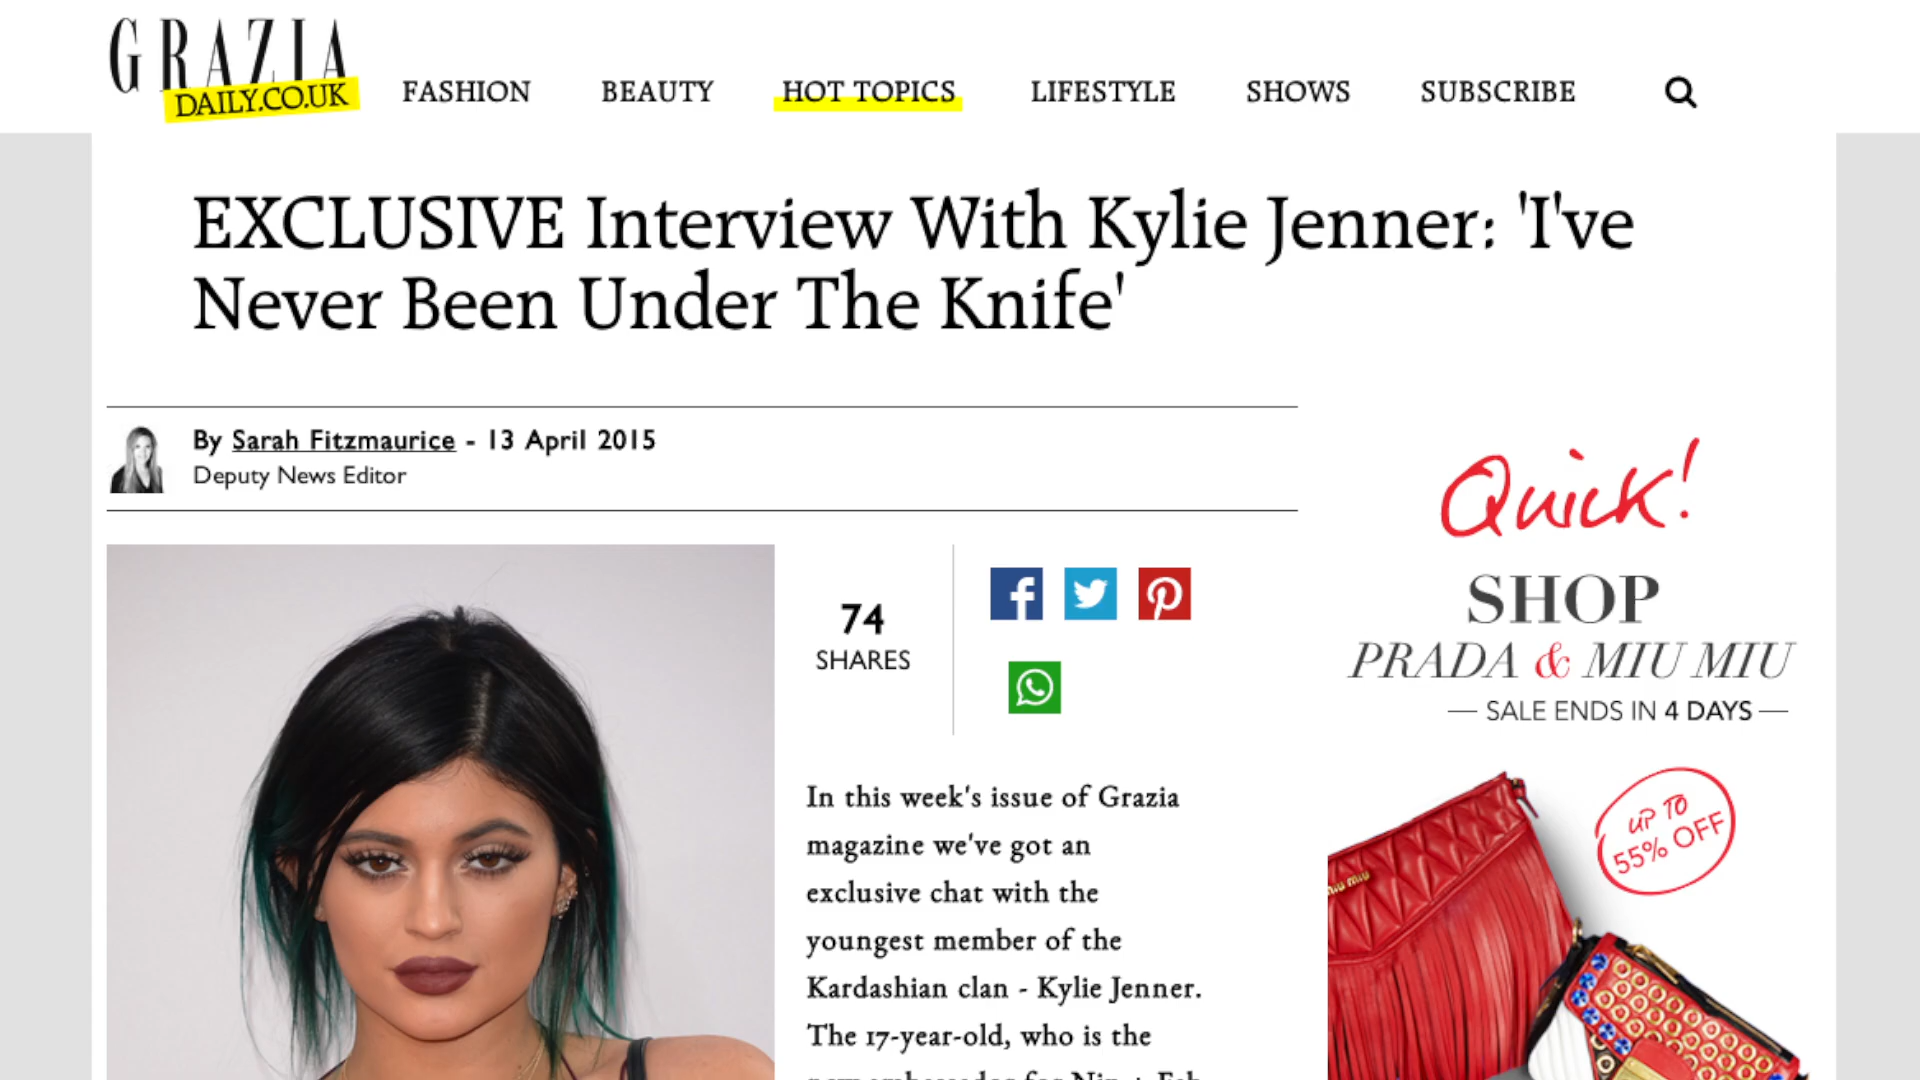 GRAZIA
DAILY.CO.UK
FASHION
BEAUTY
HOT TOPICS
LIFESTYLE
SHOWS
SUBSCRIBE
EXCLUSIVE Interview With Kylie Jenner: 'I've
Never Been Under The Knife'
By Sarah Fitzmaurice - 13 April 2015
Deputy News Editor
74
SHARES
In this week's issue of Grazia
magazine we've got an
exclusive chat with the
youngest member of the
Kardashian clan - Kylie Jenner.
The 17-year-old, who is the
Quick!
SHOP
PRADA & MIU MIU
SALE ENDS IN 4 DAYS
UP TO
55% OFF
miu miu